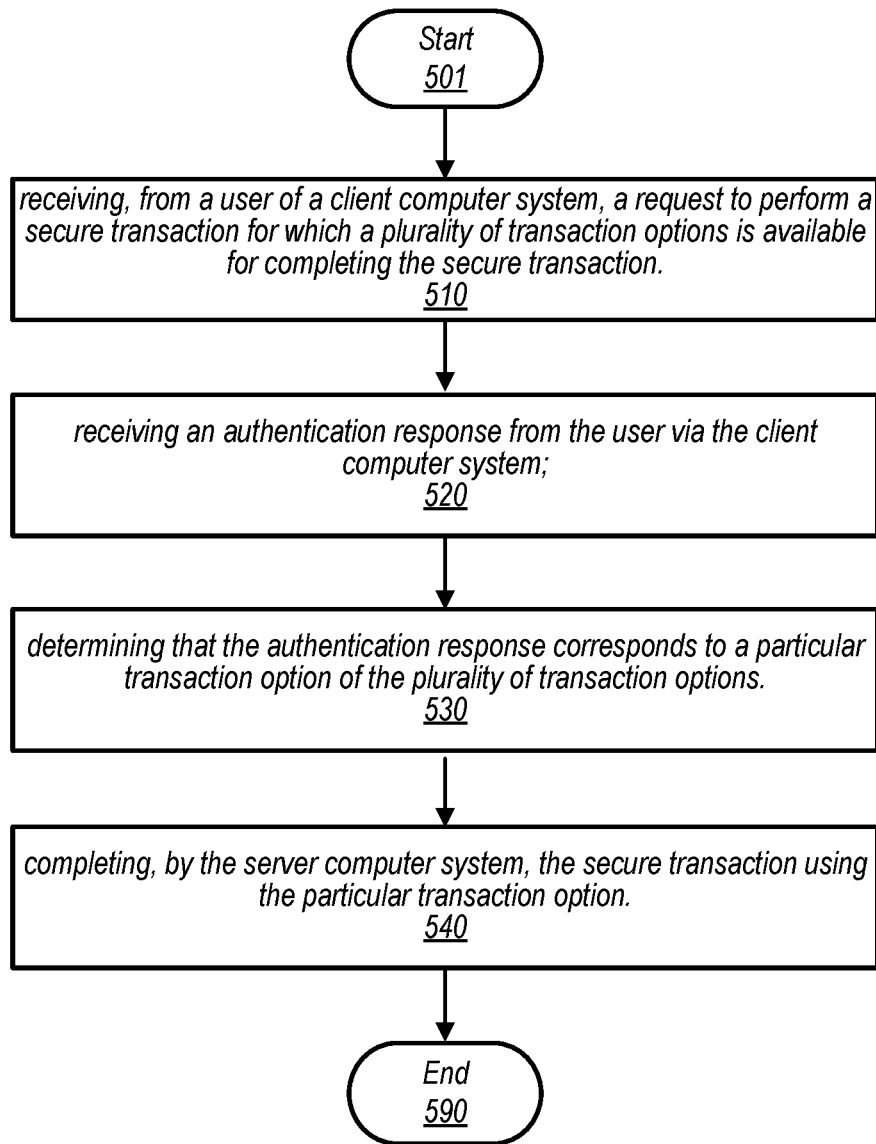 Start
501
receiving, from a user of a client computer system, a request to perform a
secure transaction for which a plurality of transaction options is available
for completing the secure transaction.
510
receiving an authentication response from the user via the client
computer system;
520
determining that the authentication response corresponds to a particular
transaction option of the plurality of transaction options.
530
completing, by the server computer system, the secure transaction using
the particular transaction option.
540
End
590